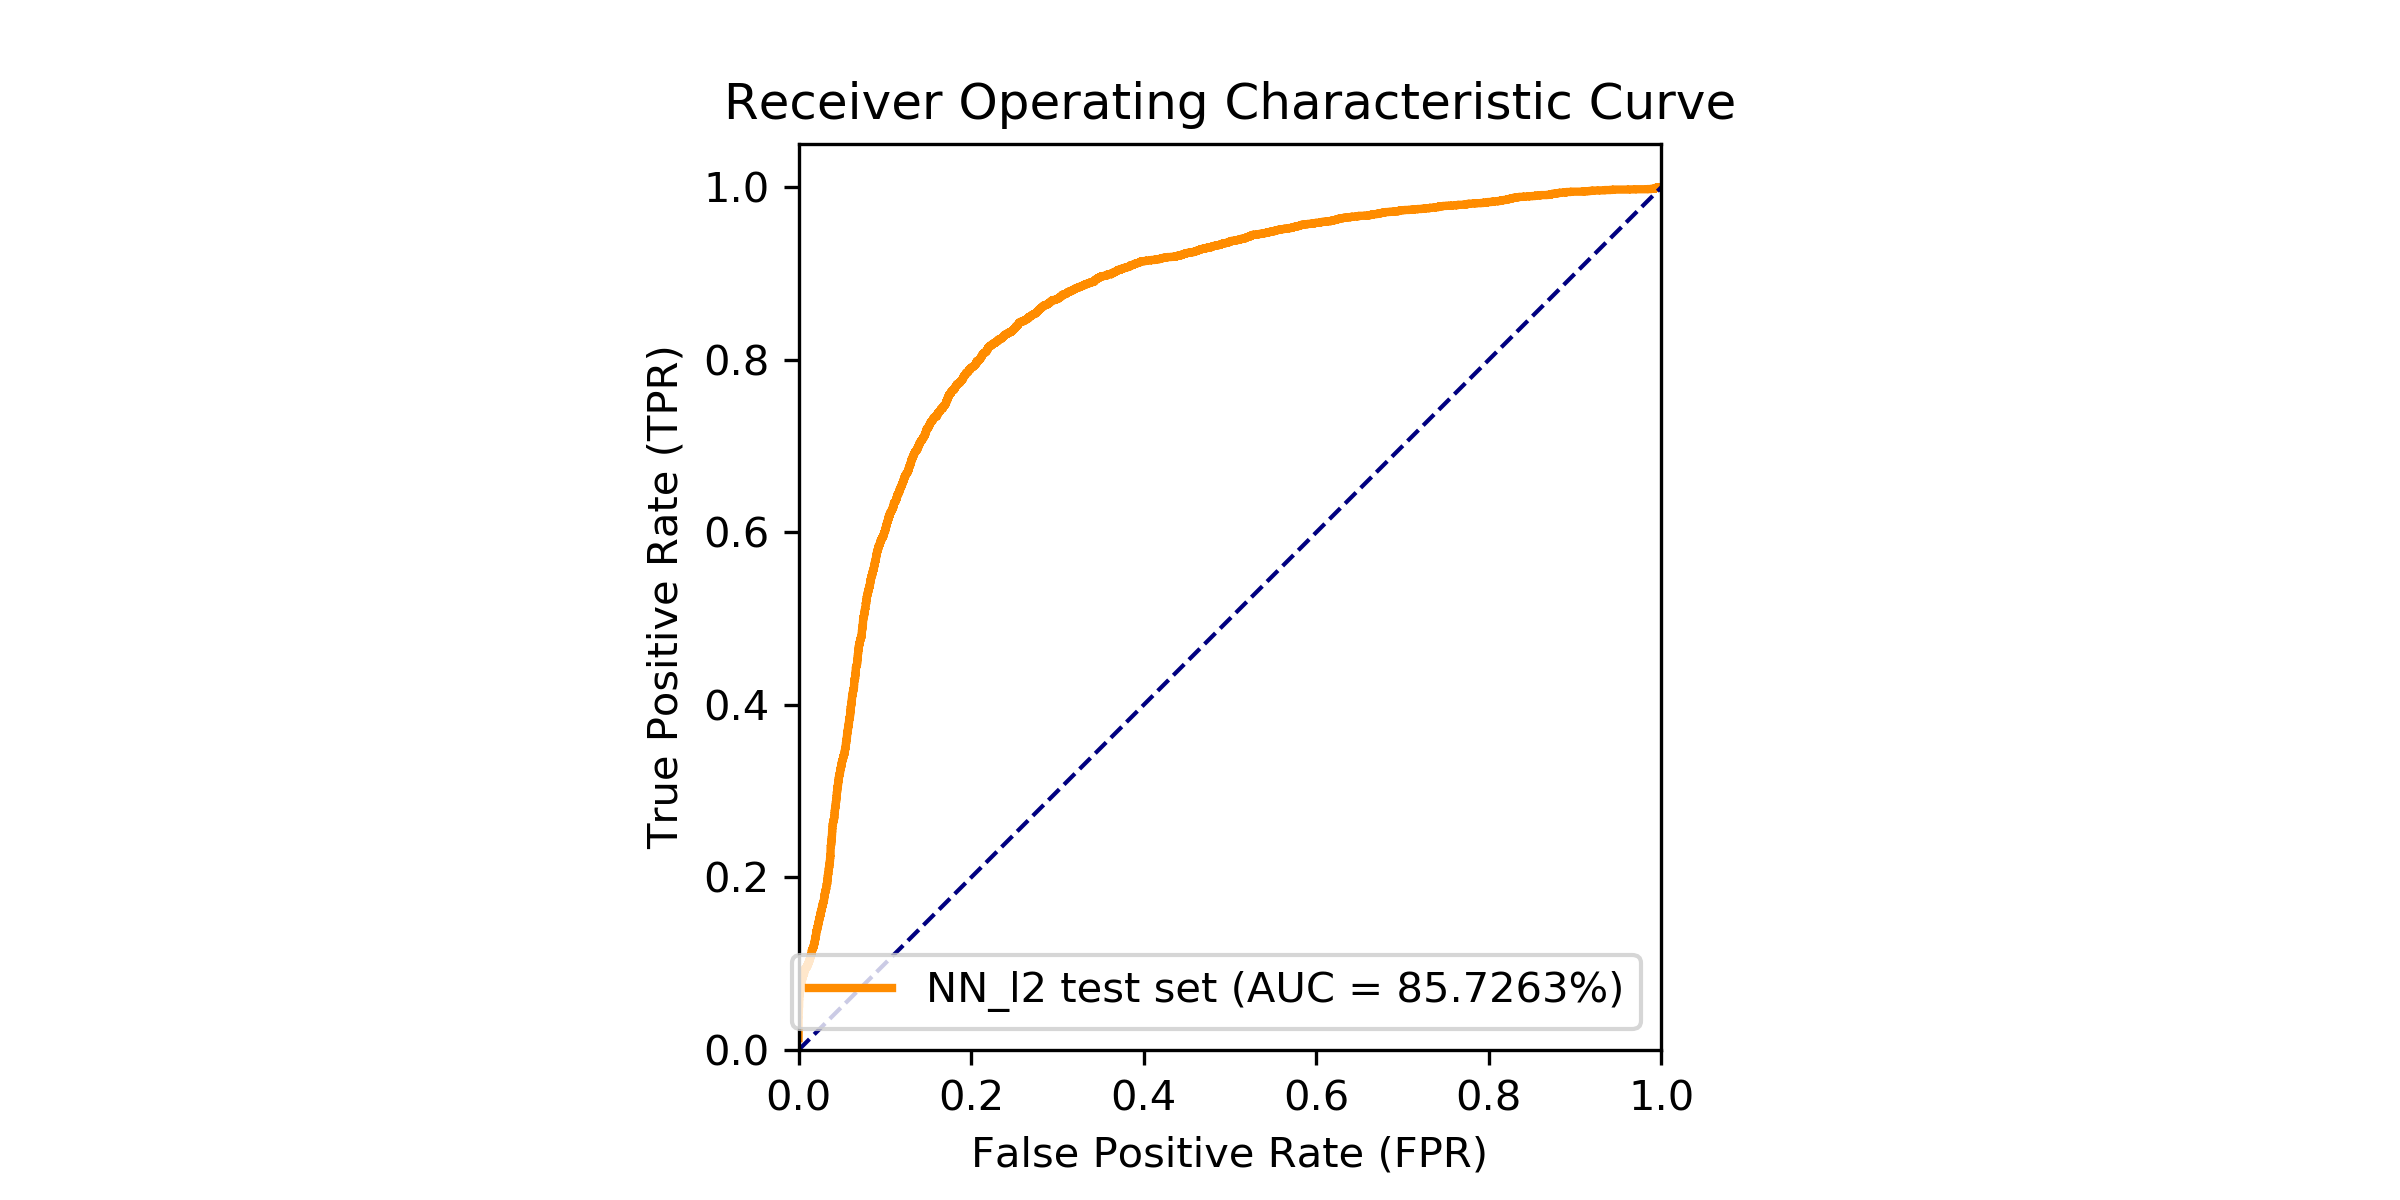 Receiver Operating Characteristic Curve
1.0
0.8
0.6
0.4
0.2
0.0
True Positive Rate (TPR)
NN_l2 test set (AUC = 85.7263%)
0.0 0.2 0.4 0.6 0.8 1.0
False Positive Rate (FPR)